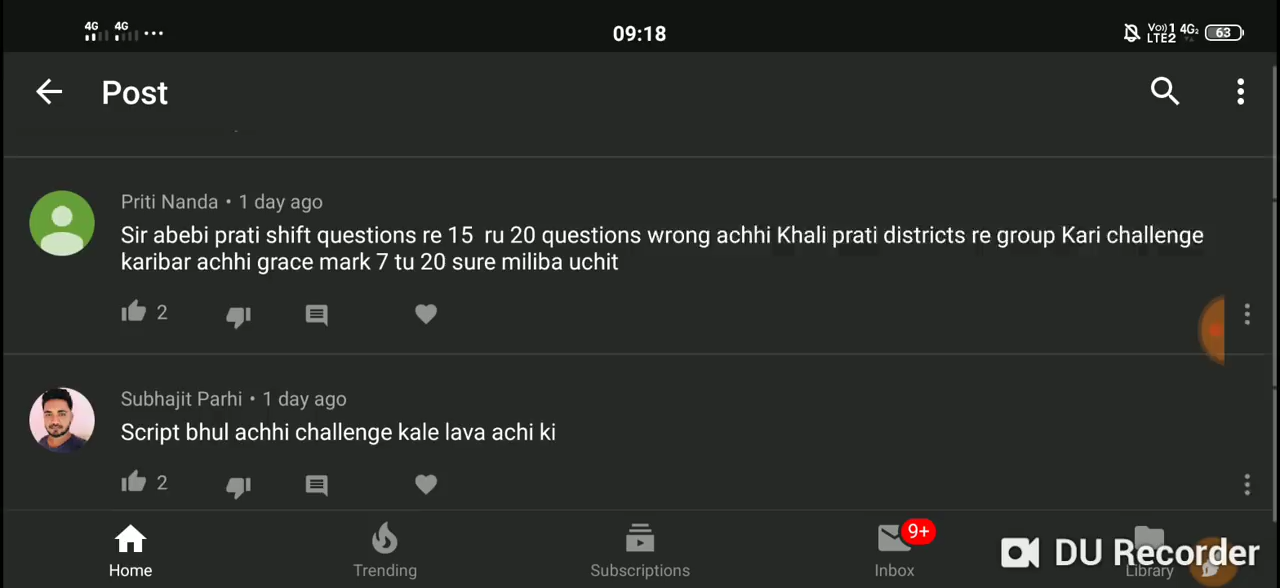 4G 4G 09:18 Vo)) 1 LTE2 4G2 63
Post
Priti Nanda • 1 day ago
Sir abebi prati shift questions re 15 ru 20 questions wrong achhi Khali prati districts re group Kari challenge
karibar achhi grace mark 7 tu 20 sure miliba uchit
2
Subhajit Parhi • 1 day ago
Script bhul achhi challenge kale lava achi ki
2
9+
DU Recorder
Home Trending Subscriptions Inbox Library